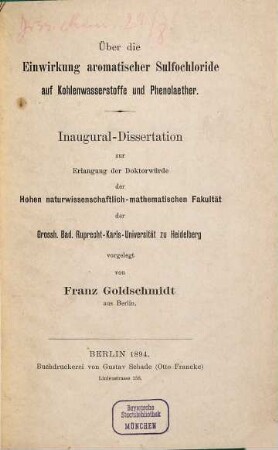 Über die
Einwirkung aromatischer Sulfochloride
auf Kohlenwasserstoffe und Phenolaether.
Inaugural-Dissertation
zur
Erlangung der Doktorwürde
der
Hohen naturwissenschaftlich-mathematischen Fakultät
der
Grossh. Bad. Ruprecht-Karls-Universität zu Heidelberg
vorgelegt
von
Franz Goldschmidt
aus Berlin.
BERLIN 1894.
Buchdruckerei von Gustav Schade (Otto Francke)
Linienstrasse 158.
Bayerische
Staatsbibliothek
MÜNCHEN